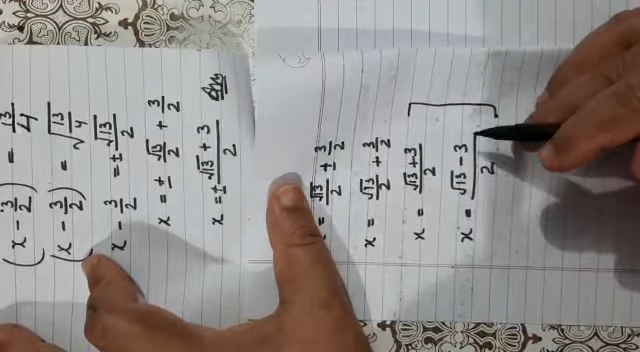 (x - 3/2) = 13/4
(x - 3/2) = √13/4
x - 3/2 = ± √13/2
x = ± √13/2 + 3/2
x = ± √13 + 3/2 Ans
= √13/2 ± 3/2
x = √13/2 + 3/2
x = √13 + 3/2
x = √13 - 3/2